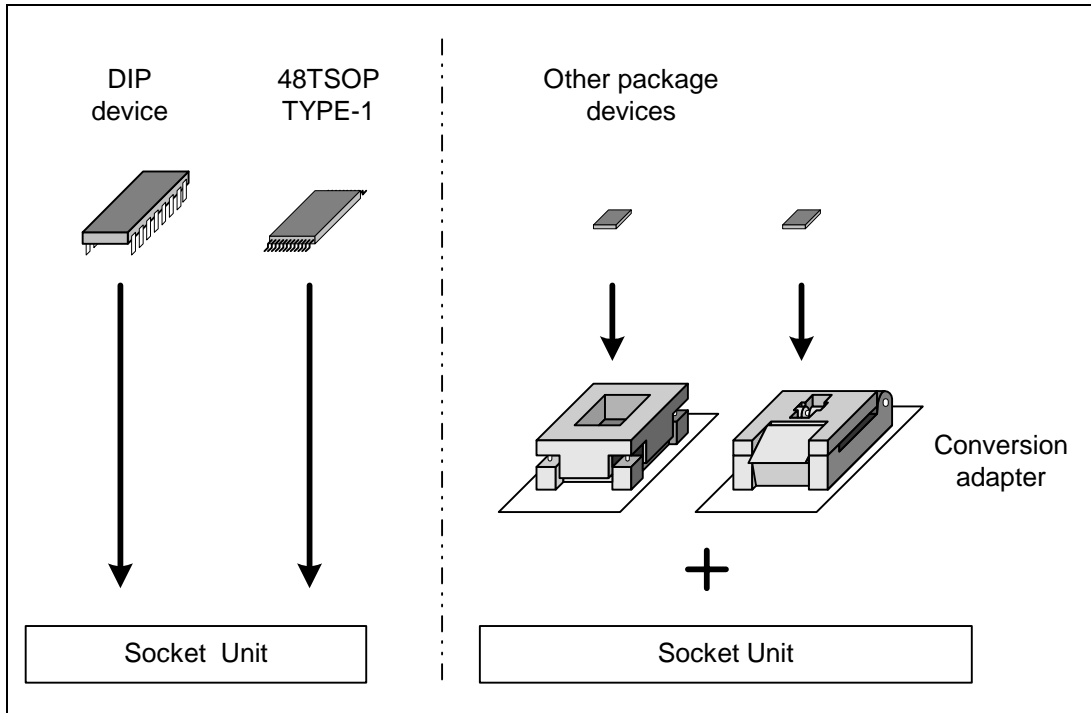 DIP
device
48TSOP
TYPE-1
Other package
devices
Conversion
adapter
Socket Unit
Socket Unit